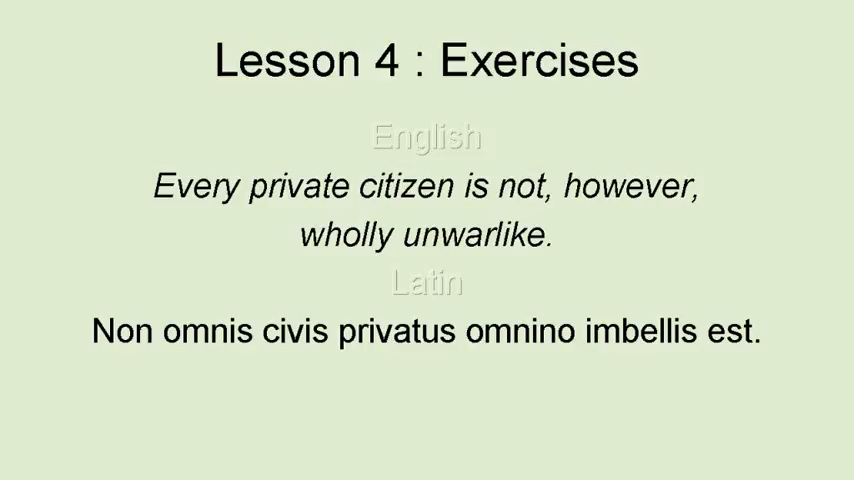 Lesson 4 : Exercises
English
Every private citizen is not, however,
wholly unwarlike.
Latin
Non omnis civis privatus omnino imbellis est.